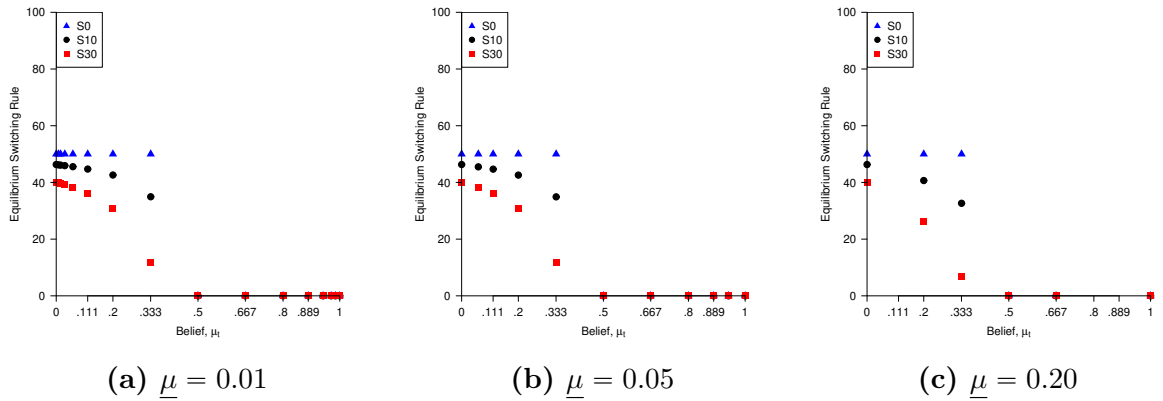 100
80
60
40
20
0
Equilibrium Switching Rule
S0
S10
S30
0 .111 .2 .333 .5 .667 .8 .889 1
Belief, μt
(a) μ = 0.01
100
80
60
40
20
0
Equilibrium Switching Rule
S0
S10
S30
0 .111 .2 .333 .5 .667 .8 .889 1
Belief, μt
(b) μ = 0.05
100
80
60
40
20
0
Equilibrium Switching Rule
S0
S10
S30
0 .111 .2 .333 .5 .667 .8 .889 1
Belief, μt
(c) μ = 0.20